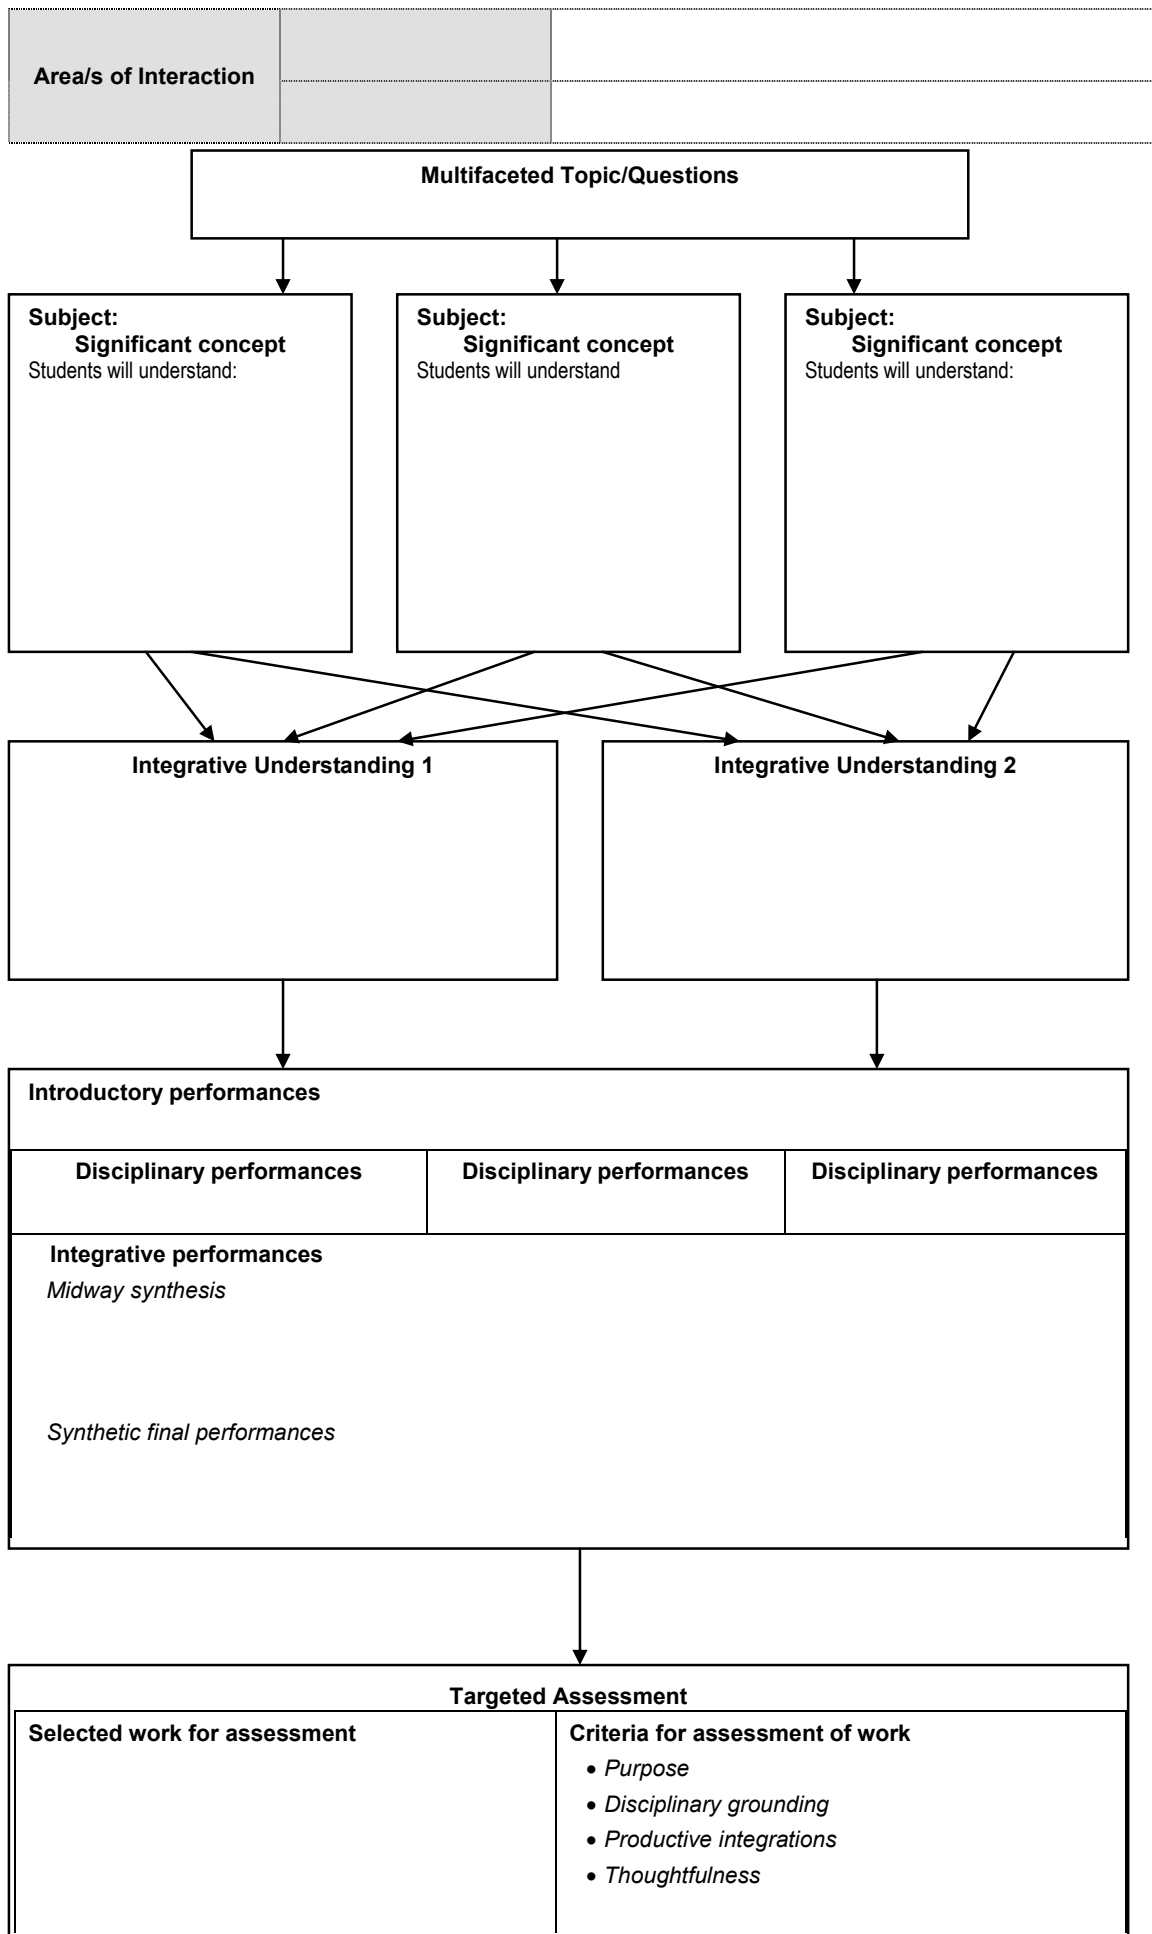 Area/s of Interaction
Multifaceted Topic/Questions
Subject:
Significant concept
Students will understand:
Subject:
Significant concept
Students will understand
Subject:
Significant concept
Students will understand:
Integrative Understanding 1
Integrative Understanding 2
Introductory performances
Disciplinary performances
Disciplinary performances
Disciplinary performances
Integrative performances
Midway synthesis
Synthetic final performances
Targeted Assessment
Selected work for assessment
Criteria for assessment of work
• Purpose
• Disciplinary grounding
• Productive integrations
• Thoughtfulness